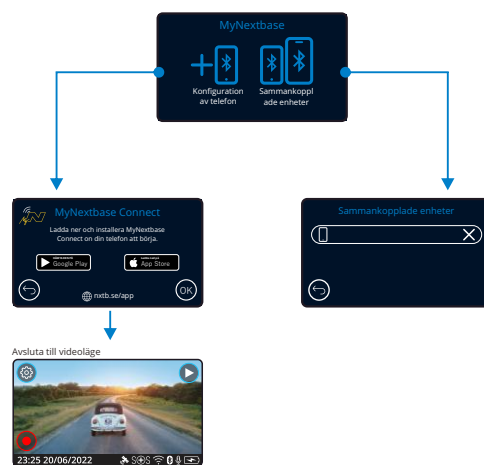 MyNextbase
Konfiguration
av telefon
Sammankoppl
ade enheter
MyNextbase Connect
Ladda ner och installera MyNextbase
Connect on din telefon att börja.
Google Play
App Store
nxtb.se/app
OK
Sammankopplade enheter
Avsluta till videoläge
23:25 20/06/2022
SOS